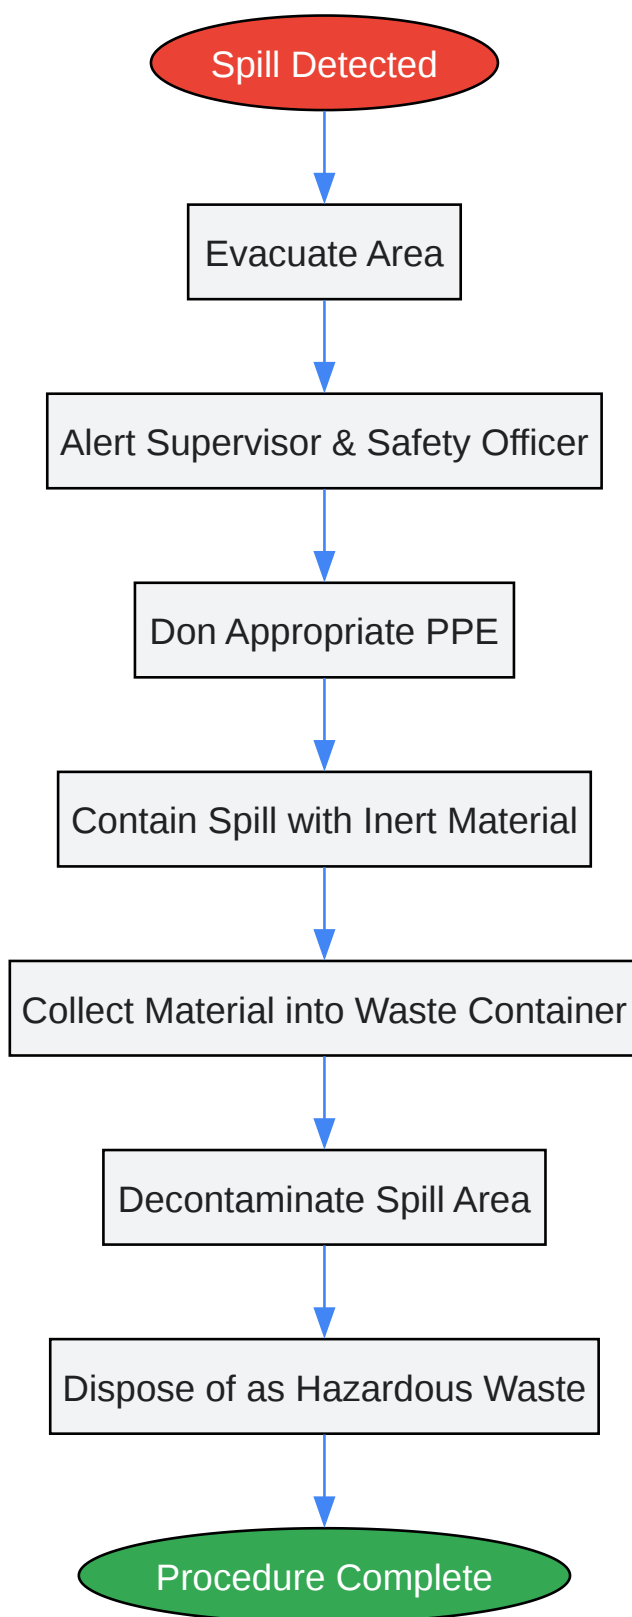 Spill Detected
Evacuate Area
Alert Supervisor & Safety Officer
Don Appropriate PPE
Contain Spill with Inert Material
Collect Material into Waste Container
Decontaminate Spill Area
Dispose of as Hazardous Waste
Procedure Complete